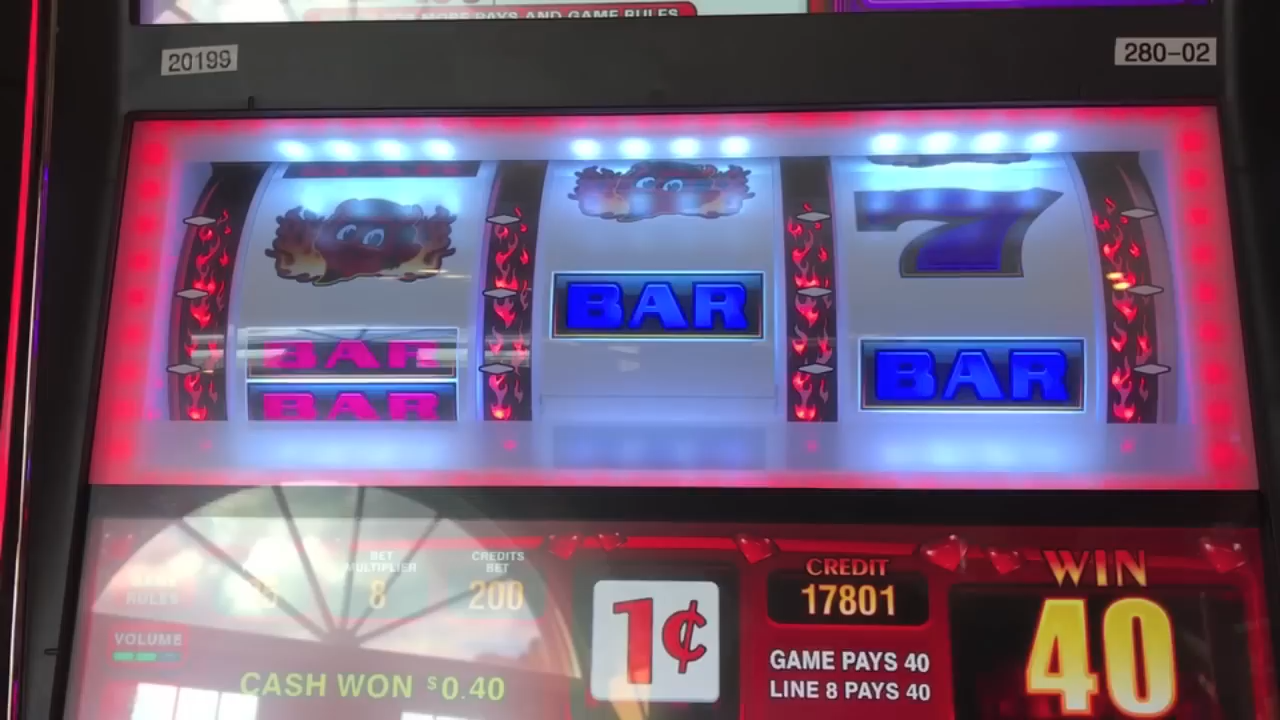 MORE PAYS AND GAME RULES
20199
280-02
7
BAR
BAR
BAR
BAR
BET
MULTIPLIER
8
CREDITS
BET
200
RULES
VOLUME
CASH WON $0.40
1¢
CREDIT
17801
GAME PAYS 40
LINE 8 PAYS 40
WIN
40